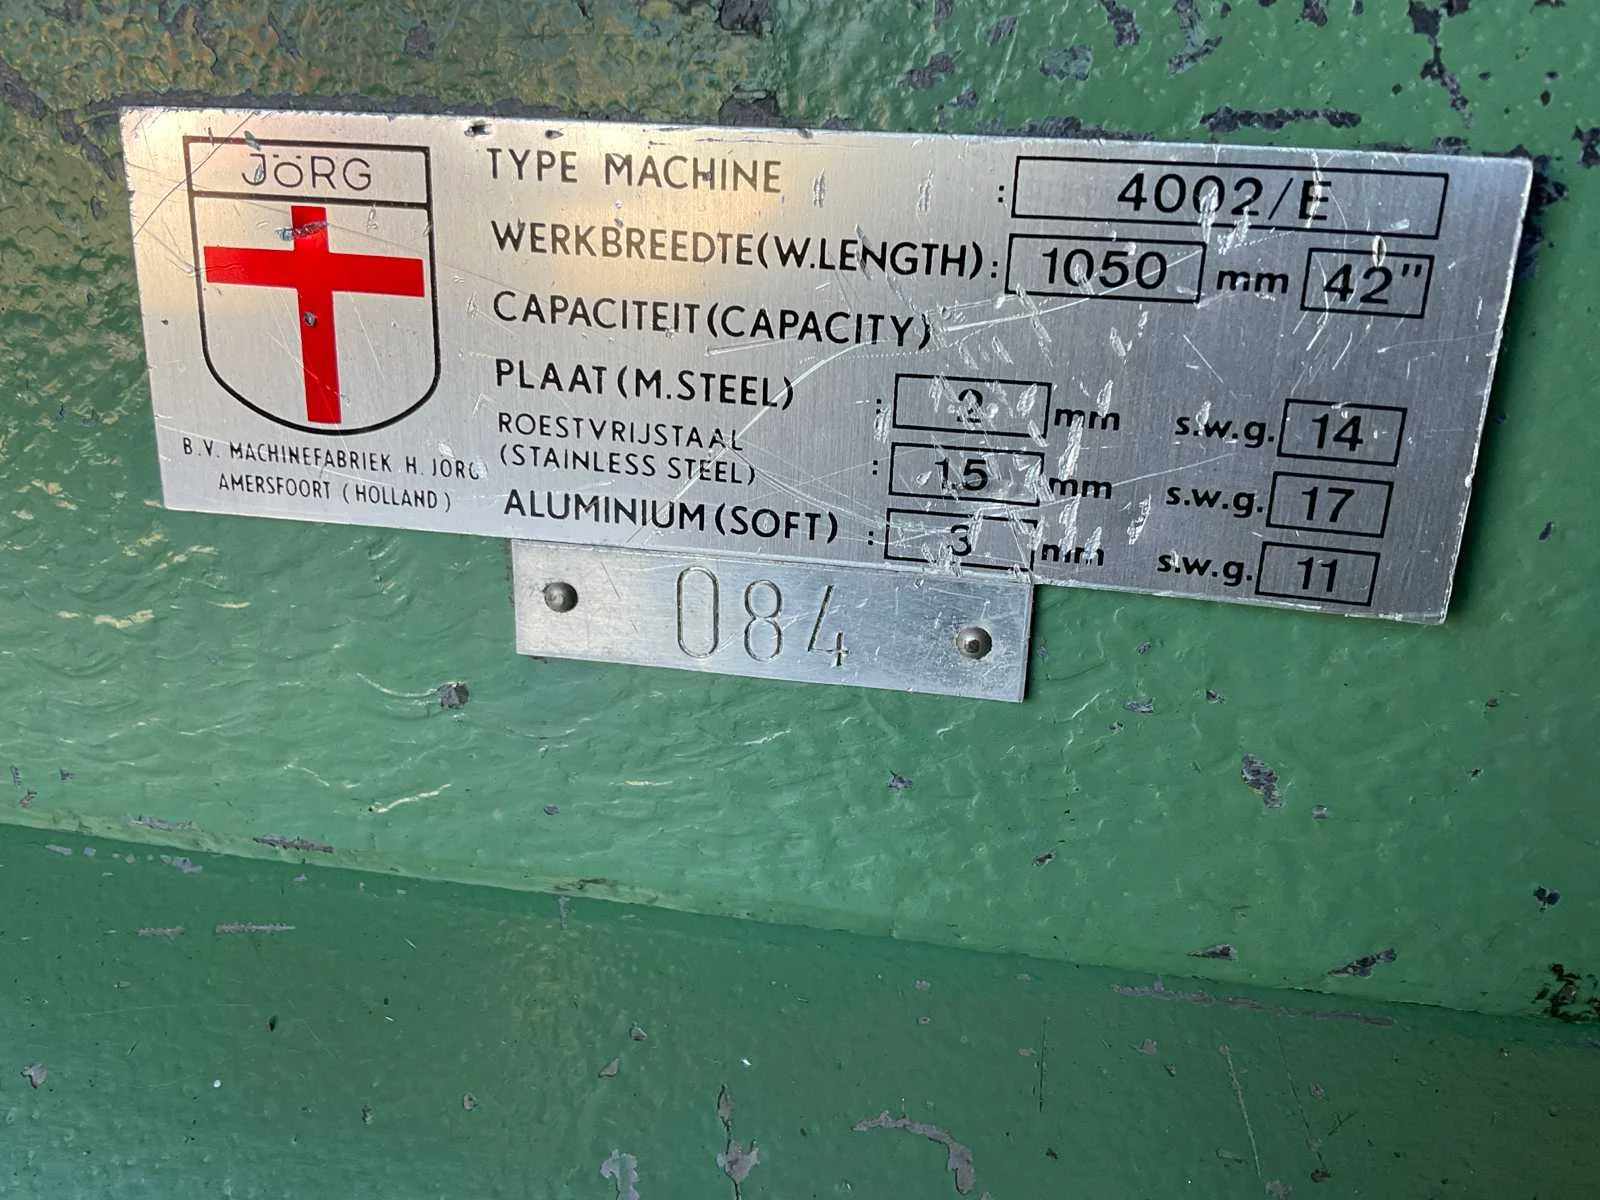 JÖRG
B.V. MACHINEFABRIEK H. JÖRG
AMERSFOORT (HOLLAND)
TYPE MACHINE : 4002/E
WERKBREEDTE(W.LENGTH): 1050 mm 42"
CAPACITEIT(CAPACITY)
PLAAT(M.STEEL) : 2 mm s.w.g. 14
ROESTVRIJSTAAL
(STAINLESS STEEL) : 1.5 mm s.w.g. 17
ALUMINIUM(SOFT) : 3 mm s.w.g. 11
084